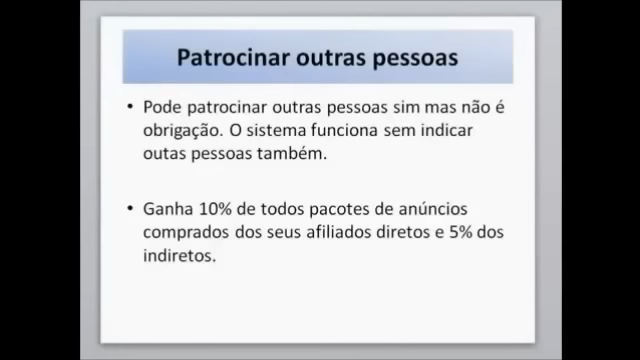 Patrocinar outras pessoas
• Pode patrocinar outras pessoas sim mas não é
obrigação. O sistema funciona sem indicar
outas pessoas também.
• Ganha 10% de todos pacotes de anúncios
comprados dos seus afiliados diretos e 5% dos
indiretos.